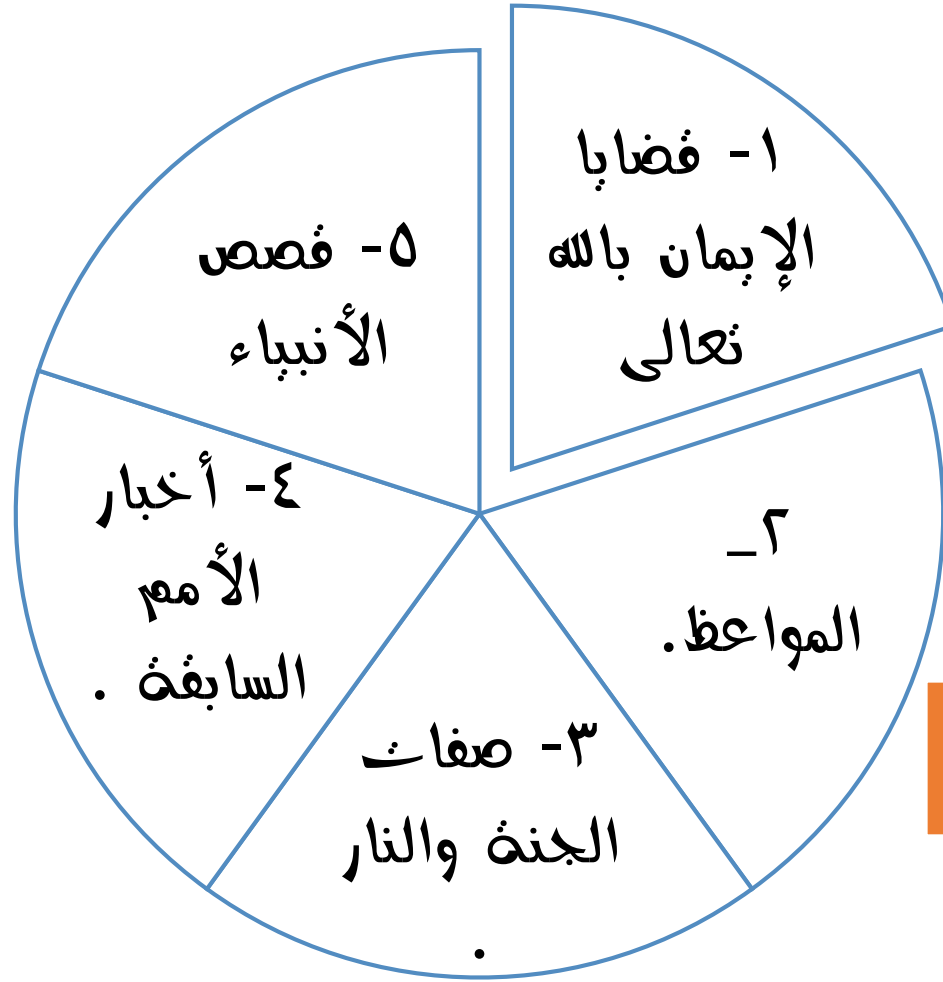 ١- قضايا
الإيمان بالله
تعالى
٢_
المواعظ.
٣- صفات
الجنة والنار
.
٤- أخبار
الأمم
السابقة .
٥- قصص
الأنبياء